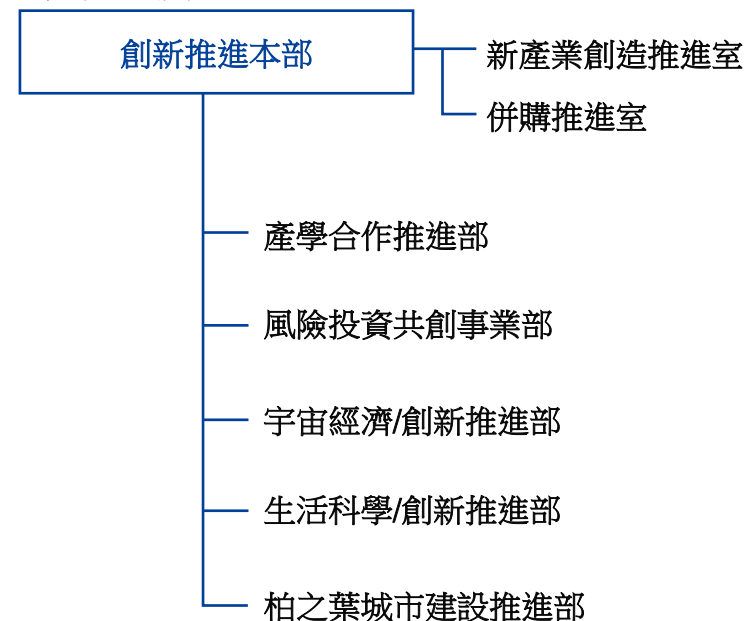 創新推進本部
新產業創造推進室
併購推進室
產學合作推進部
風險投資共創事業部
宇宙經濟/創新推進部
生活科學/創新推進部
柏之葉城市建設推進部